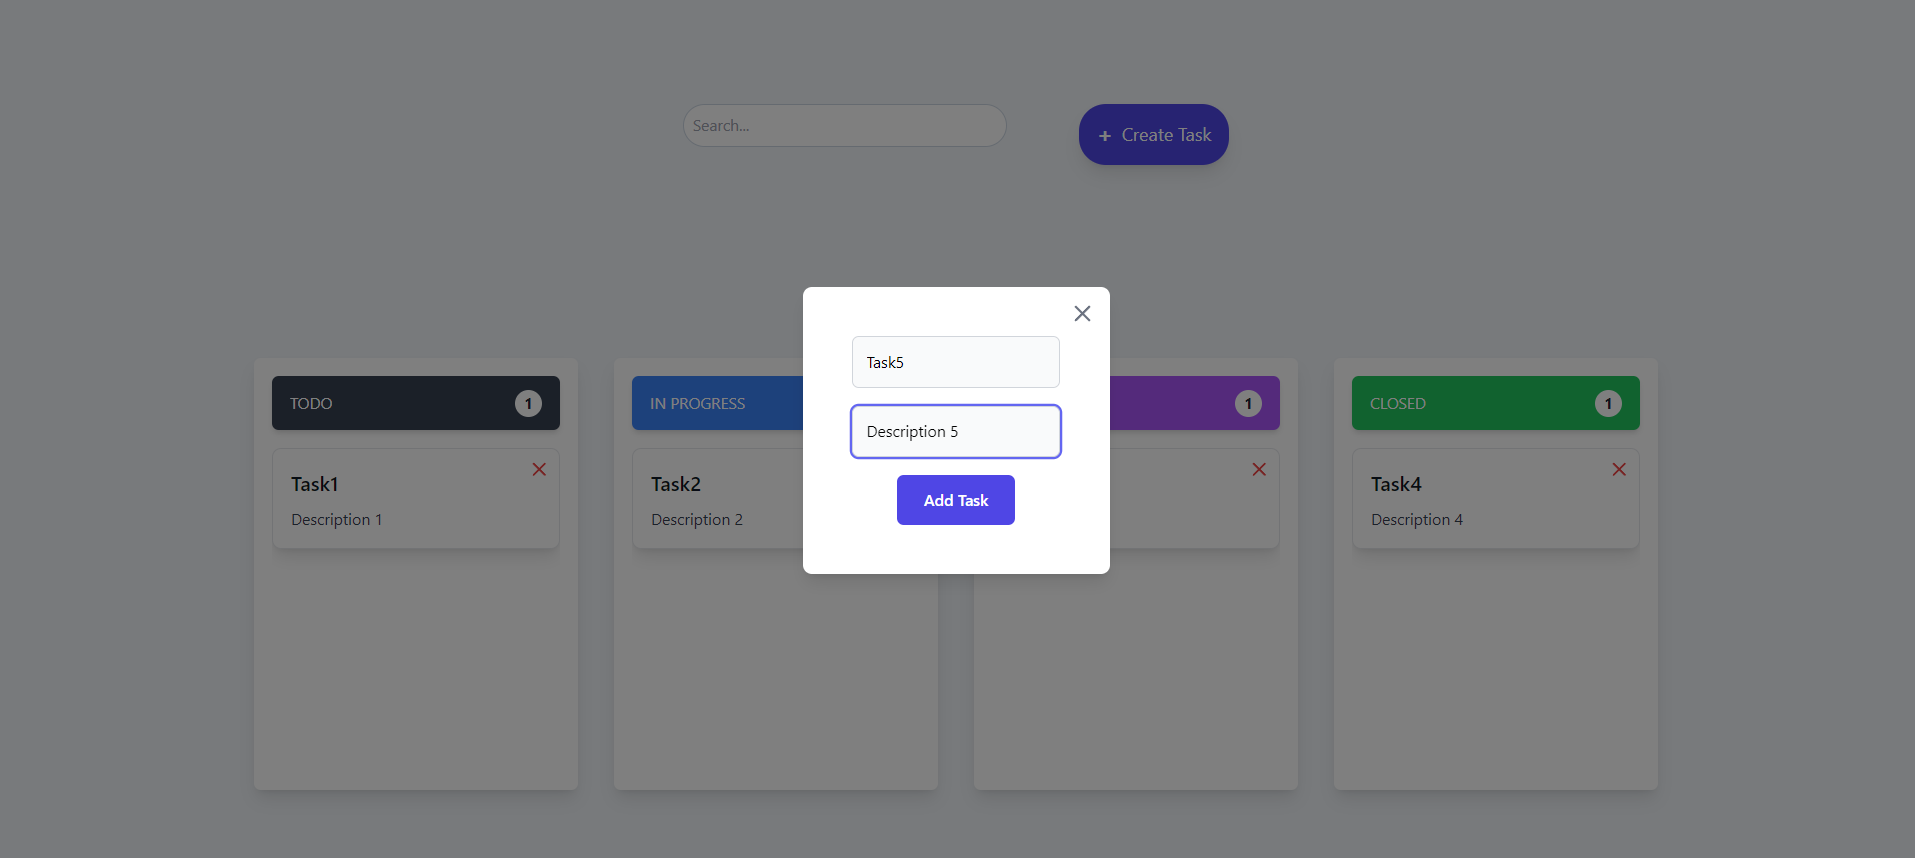 Search...
+ Create Task
Task5
Description 5
Add Task
TODO 1
Task1
Description 1
IN PROGRESS
Task2
Description 2
1
CLOSED 1
Task4
Description 4